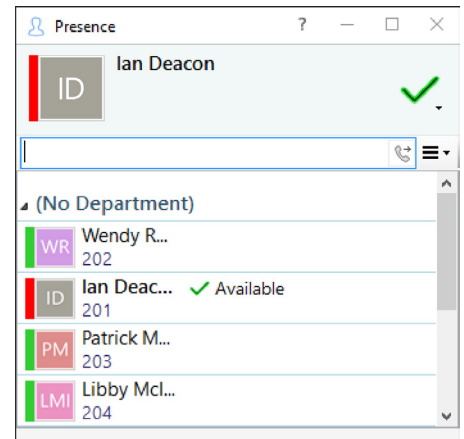 Presence ?
ID Ian Deacon
(No Department)
WR Wendy R...
202
ID Ian Deac... Available
201
PM Patrick M...
203
LMI Libby McI...
204